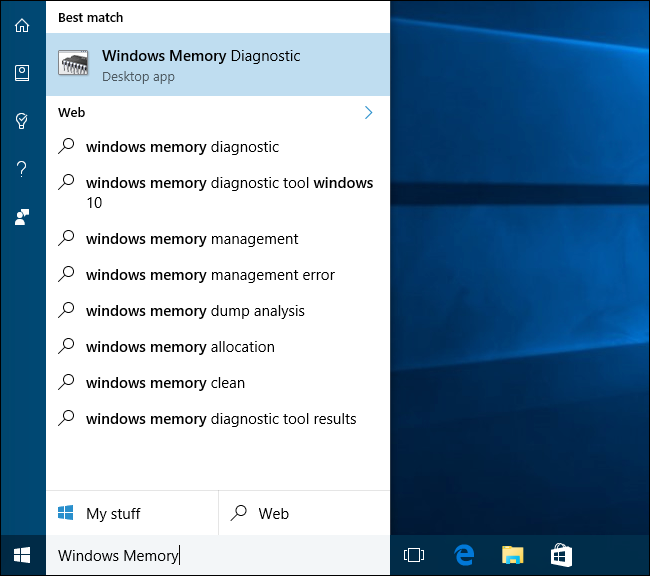 Best match
Windows Memory Diagnostic
Desktop app
Web
windows memory diagnostic
windows memory diagnostic tool windows
10
windows memory management
windows memory management error
windows memory dump analysis
windows memory allocation
windows memory clean
windows memory diagnostic tool results
My stuff
Web
Windows Memory